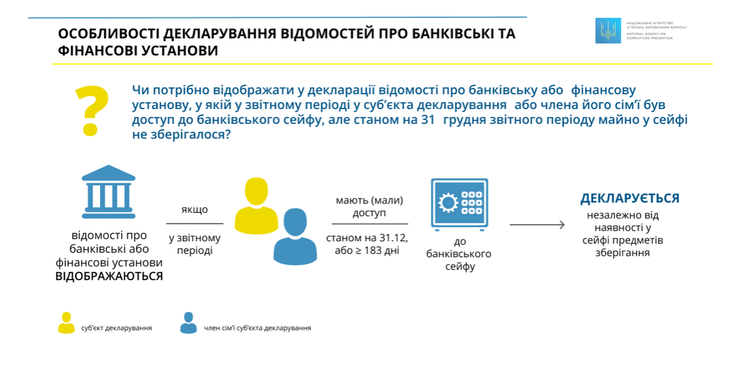 ОСОБЛИВОСТІ ДЕКЛАРУВАННЯ ВІДОМОСТЕЙ ПРО БАНКІВСЬКІ ТА
ФІНАНСОВІ УСТАНОВИ
НАЦІОНАЛЬНЕ АГЕНТСТВО
З ПИТАНЬ ЗАПОБІГАННЯ КОРУПЦІЇ
NATIONAL AGENCY ON
CORRUPTION PREVENTION
?
Чи потрібно відображати у декларації відомості про банківську або фінансову
установу, у якій у звітному періоді у суб’єкта декларування або члена його сім’ї був
доступ до банківського сейфу, але станом на 31 грудня звітного періоду майно у сейфі
не зберігалося?
відомості про
банківські або
фінансові установи
ВІДОБРАЖАЮТЬСЯ
якщо
у звітному
періоді
мають (мали)
доступ
станом на 31.12,
або ≥ 183 дні
до
банківського
сейфу
ДЕКЛАРУЄТЬСЯ
незалежно від
наявності у
сейфі предметів
зберігання
суб’єкт декларування
член сім’ї суб’єкта декларування